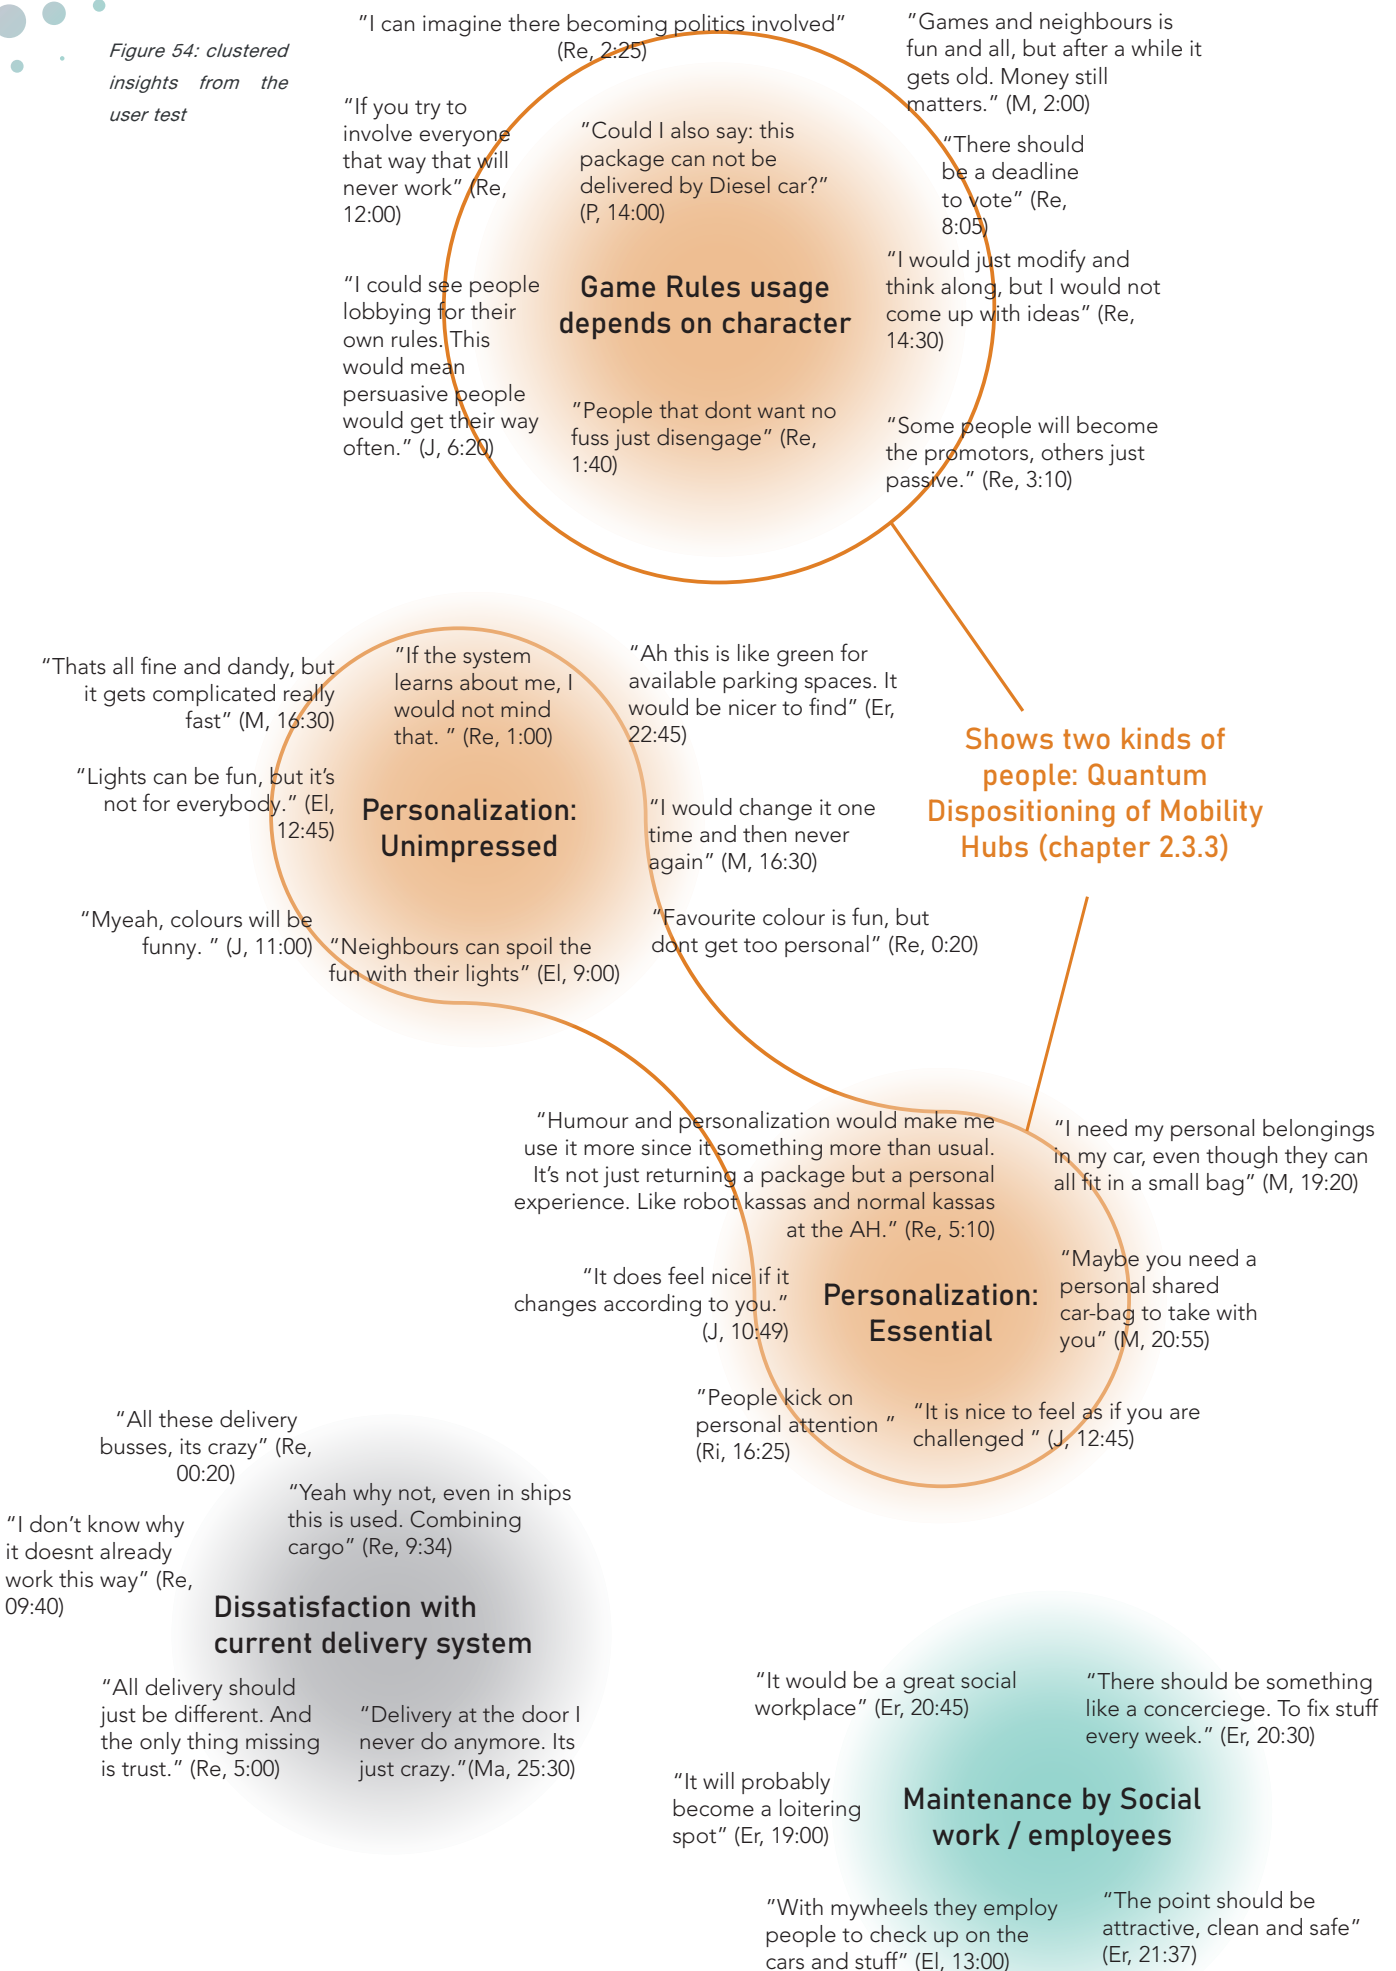 Figure 54: clustered
insights from the
user test
"I can imagine there becoming politics involved"
(Re, 2:25)
"Games and neighbours is
fun and all, but after a while it
gets old. Money still
matters." (M, 2:00)
"If you try to
involve everyone
that way that will
never work" (Re,
12:00)
"Could I also say: this
package can not be
delivered by Diesel car?"
(P, 14:00)
"There should
be a deadline
to vote" (Re,
8:05)
"I could see people
lobbying for their
own rules. This
would mean
persuasive people
would get their way
often." (J, 6:20)
Game Rules usage
depends on character
"I would just modify and
think along, but I would not
come up with ideas" (Re,
14:30)
"People that dont want no
fuss just disengage" (Re,
1:40)
"Some people will become
the promotors, others just
passive." (Re, 3:10)
"Thats all fine and dandy, but
it gets complicated really
fast" (M, 16:30)
"If the system
learns about me, I
would not mind
that. " (Re, 1:00)
"Ah this is like green for
available parking spaces. It
would be nicer to find" (Er,
22:45)
Shows two kinds of
people: Quantum
Dispositioning of Mobility
Hubs (chapter 2.3.3)
"Lights can be fun, but it's
not for everybody." (El,
12:45)
Personalization:
Unimpressed
"I would change it one
time and then never
again" (M, 16:30)
"Myeah, colours will be
funny. " (J, 11:00)
"Neighbours can spoil the
fun with their lights" (El, 9:00)
"Favourite colour is fun, but
dont get too personal" (Re, 0:20)
"Humour and personalization would make me
use it more since it something more than usual.
It's not just returning a package but a personal
experience. Like robot kassas and normal kassas
at the AH." (Re, 5:10)
"I need my personal belongings
in my car, even though they can
all fit in a small bag" (M, 19:20)
"It does feel nice if it
changes according to you."
(J, 10:49)
Personalization:
Essential
"Maybe you need a
personal shared
car-bag to take with
you" (M, 20:55)
"People kick on
personal attention "
(Ri, 16:25)
"It is nice to feel as if you are
challenged " (J, 12:45)
"All these delivery
busses, its crazy" (Re,
00:20)
"Yeah why not, even in ships
this is used. Combining
cargo" (Re, 9:34)
"I don't know why
it doesnt already
work this way" (Re,
09:40)
Dissatisfaction with
current delivery system
"All delivery should
just be different. And
the only thing missing
is trust." (Re, 5:00)
"Delivery at the door I
never do anymore. Its
just crazy."(Ma, 25:30)
"It would be a great social
workplace" (Er, 20:45)
"There should be something
like a concerciege. To fix stuff
every week." (Er, 20:30)
"It will probably
become a loitering
spot" (Er, 19:00)
Maintenance by Social
work / employees
"With mywheels they employ
people to check up on the
cars and stuff" (El, 13:00)
"The point should be
attractive, clean and safe"
(Er, 21:37)